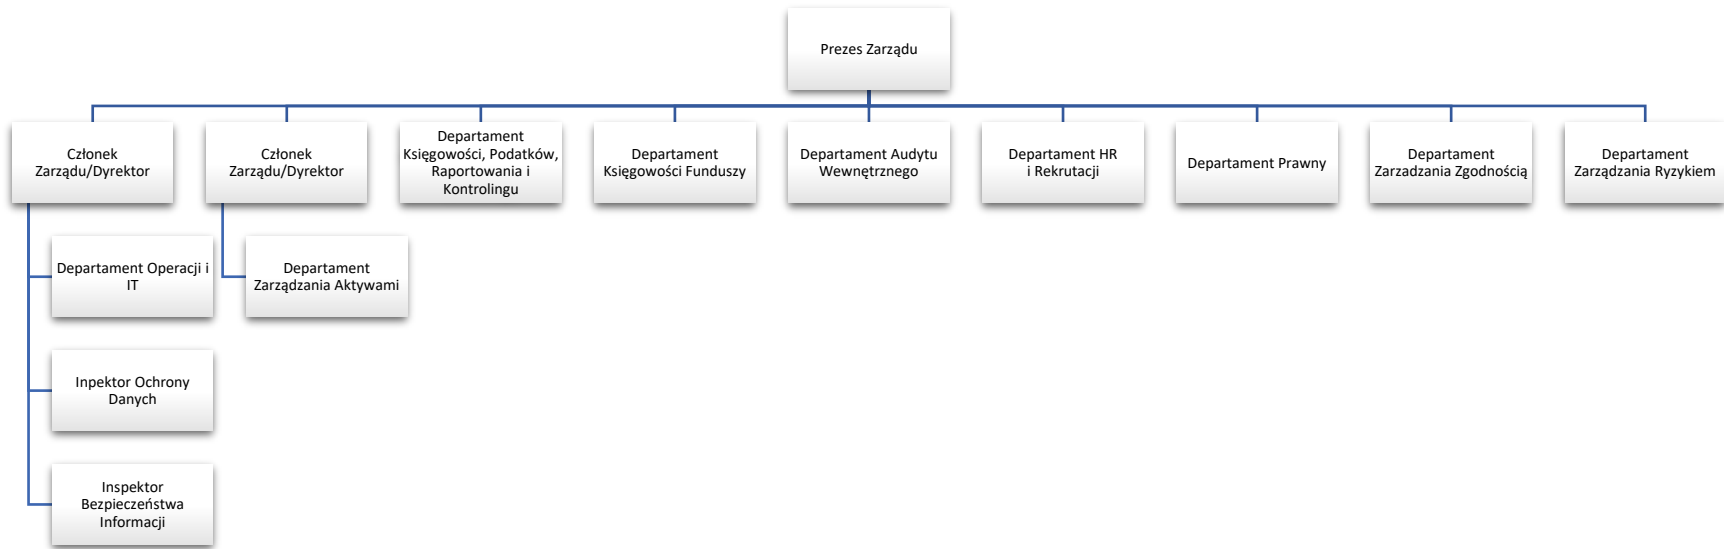 Prezes Zarządu
Członek
Zarządu/Dyrektor
Członek
Zarządu/Dyrektor
Departament
Księgowości, Podatków,
Raportowania i
Kontrolingu
Departament
Księgowości Funduszy
Departament Audytu
Wewnętrznego
Departament HR
i Rekrutacji
Departament Prawny
Departament
Zarzadzania Zgodnością
Departament
Zarządzania Ryzykiem
Departament Operacji i
IT
Departament
Zarządzania Aktywami
Inpektor Ochrony
Danych
Inspektor
Bezpieczeństwa
Informacji